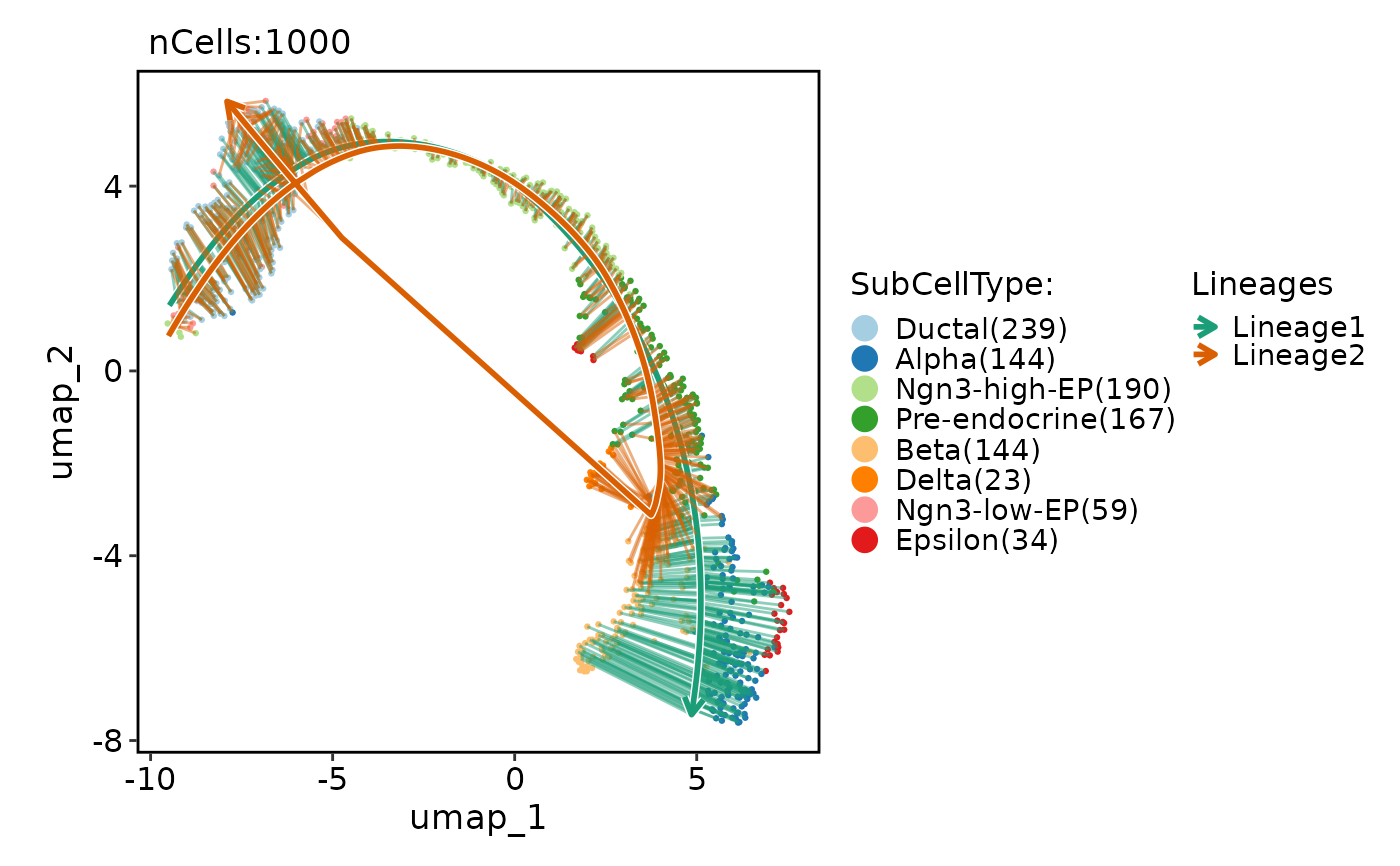 nCells:1000
4
0
-4
-8
-10
-5
0
5
umap_1
umap_2
SubCellType:
Ductal(239)
Alpha(144)
Ngn3-high-EP(190)
Pre-endocrine(167)
Beta(144)
Delta(23)
Ngn3-low-EP(59)
Epsilon(34)
Lineages
Lineage1
Lineage2